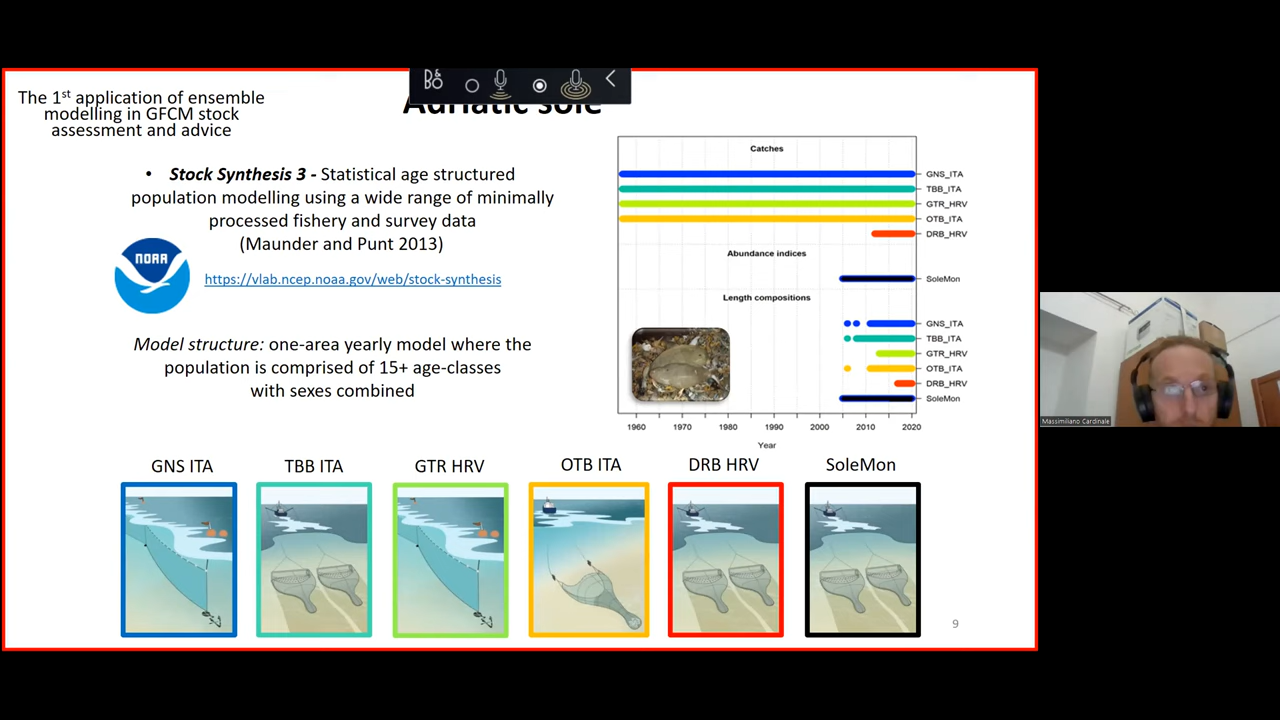 B&O
The 1st application of ensemble
modelling in GFCM stock
assessment and advice
Adriatic sole
• Stock Synthesis 3 - Statistical age structured
population modelling using a wide range of minimally
processed fishery and survey data
(Maunder and Punt 2013)
NOAA
https://vlab.ncep.noaa.gov/web/stock-synthesis
Model structure: one-area yearly model where the
population is comprised of 15+ age-classes
with sexes combined
Catches
GNS_ITA
TBB_ITA
GTR_HRV
OTB_ITA
DRB_HRV
Abundance indices
SoleMon
Length compositions
GNS_ITA
TBB_ITA
GTR_HRV
OTB_ITA
DRB_HRV
SoleMon
1960 1970 1980 1990 2000 2010 2020
Year
GNS ITA TBB ITA GTR HRV OTB ITA DRB HRV SoleMon
9
Massimiliano Cardinale